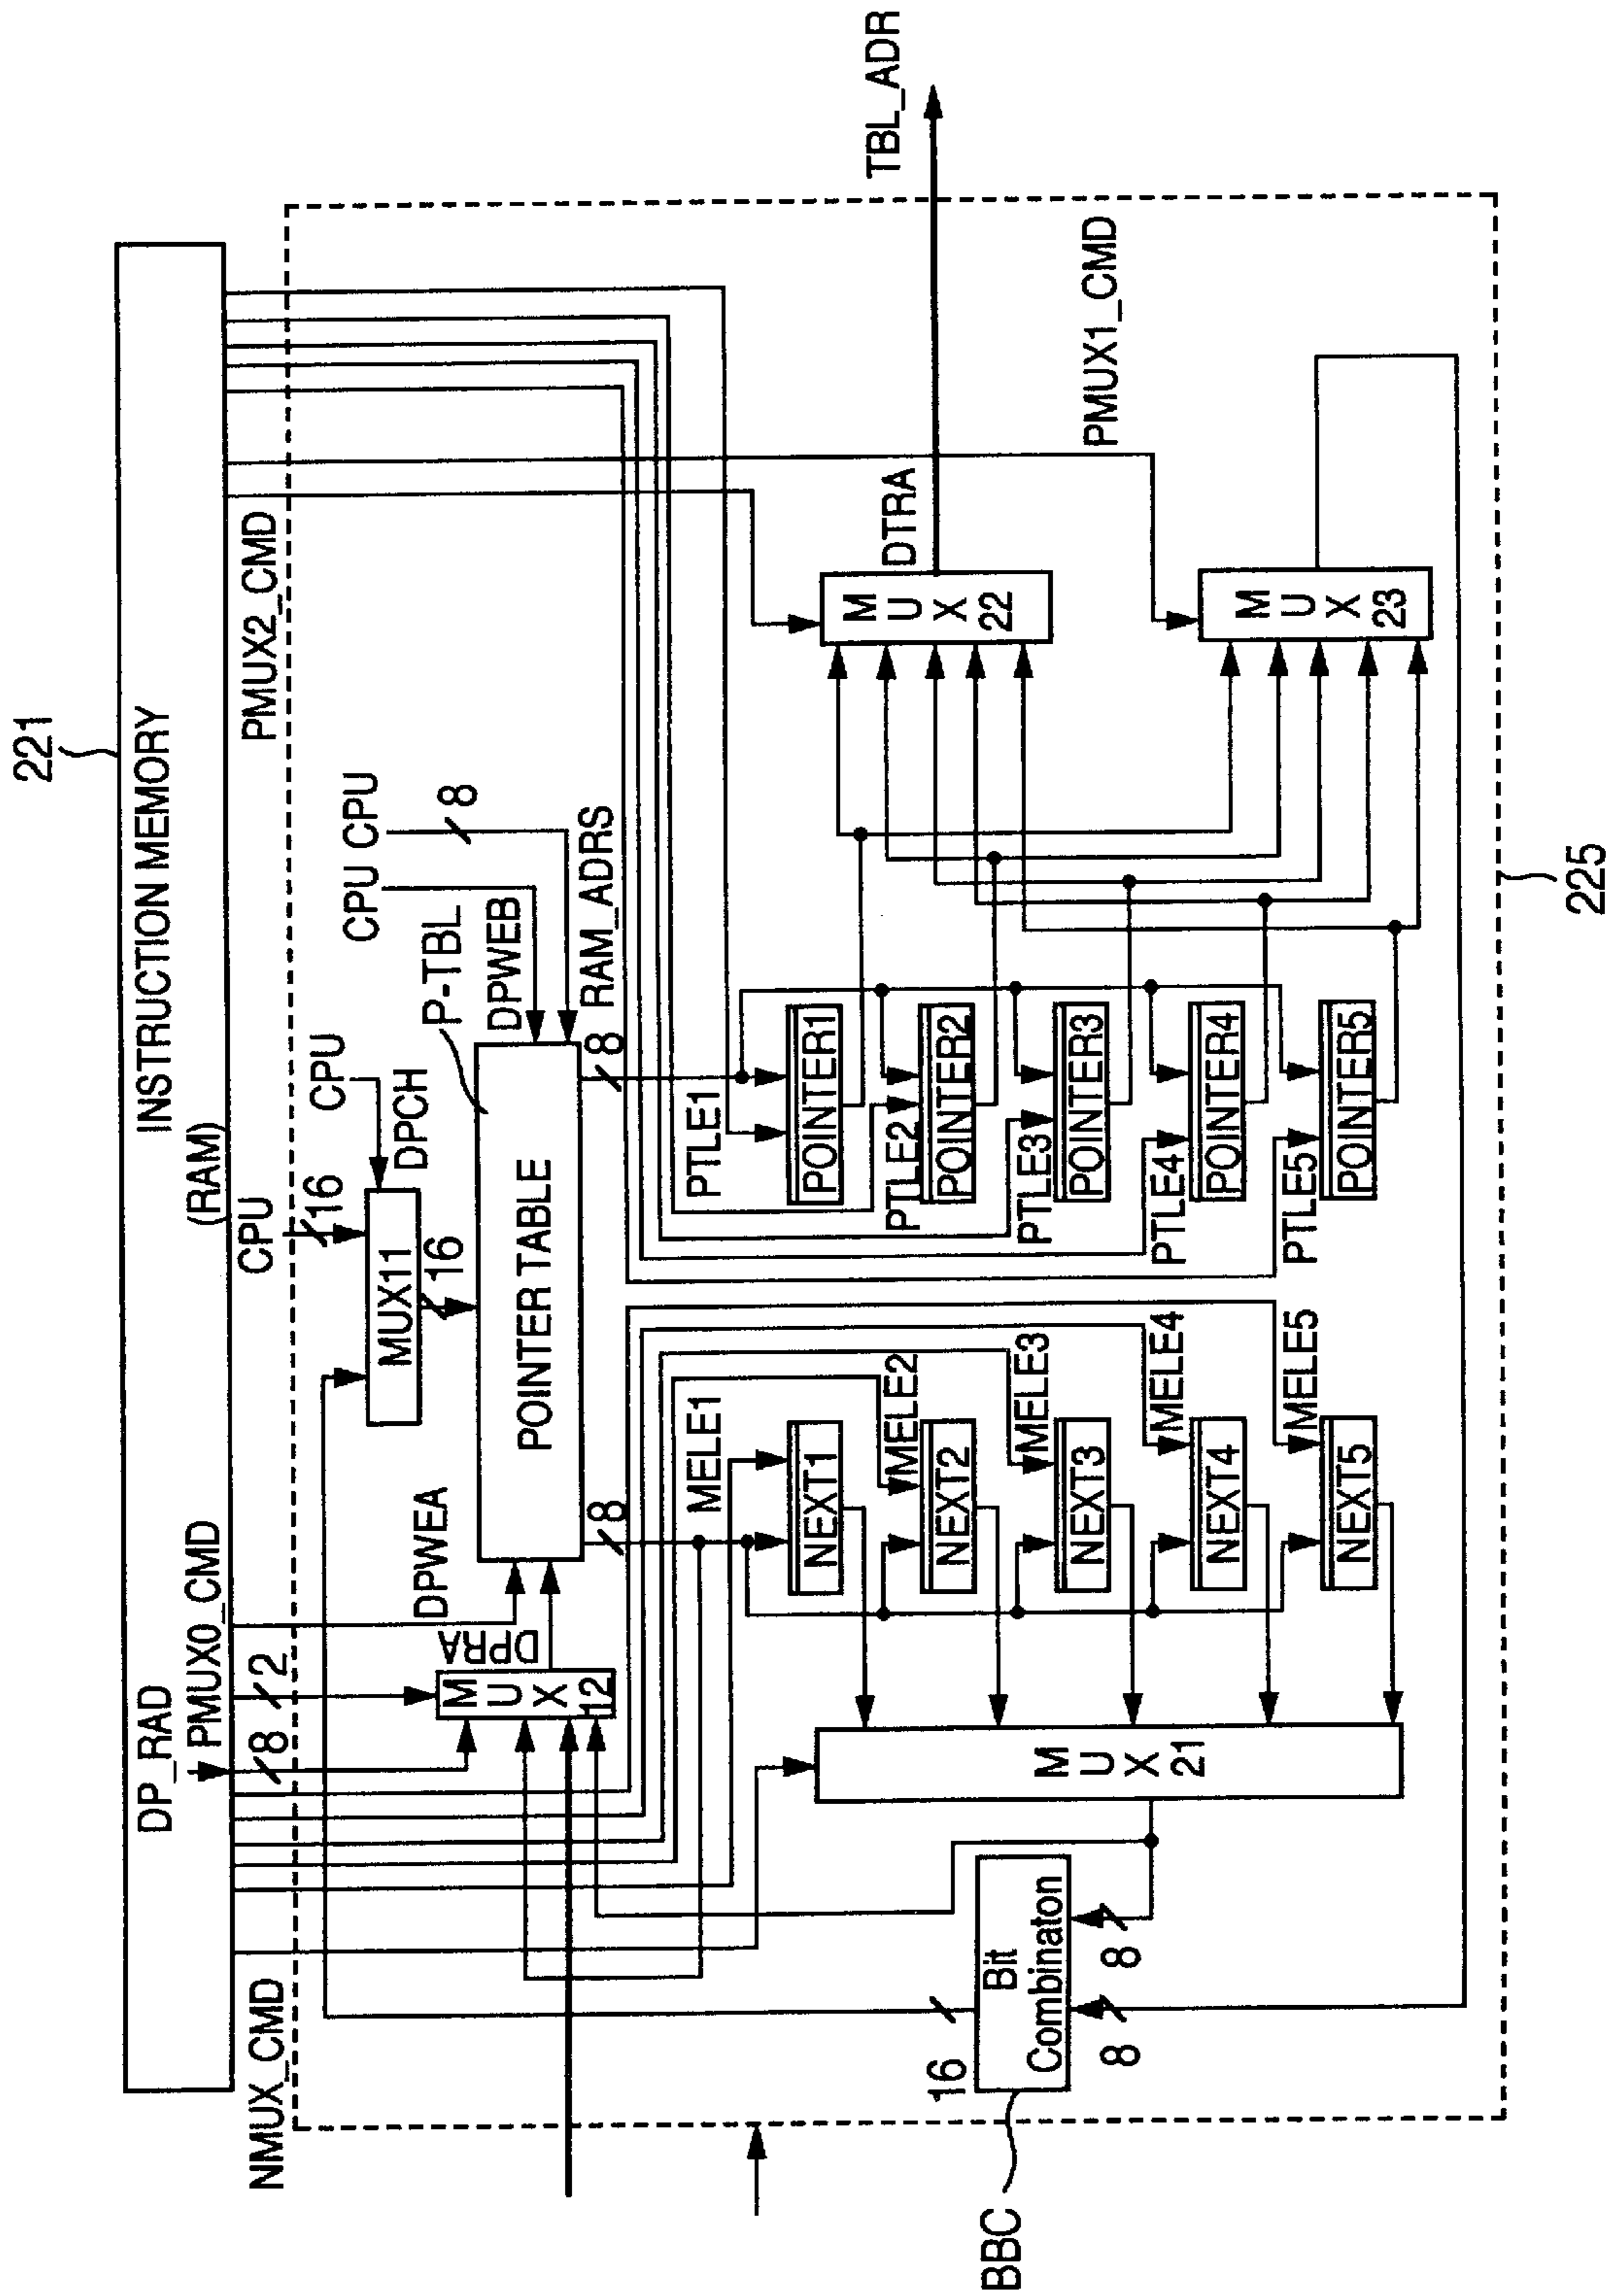 221
INSTRUCTION MEMORY
(RAM)
DP_RAD
NMUX_CMD
8
2
PMUX0_CMD
CPU
16
CPU
DPCH
PMUX2_CMD
MUX11
16
CPU
CPU
8
DPWEA
DPRA
MUX
12
POINTER TABLE
P-TBL
DPWEB
RAM_ADRS
8
8
MELE1
PTLE1
NEXT1
POINTER1
MELE2
PTLE2
NEXT2
POINTER2
MELE3
PTLE3
NEXT3
POINTER3
MELE4
PTLE4
NEXT4
POINTER4
MELE5
PTLE5
NEXT5
POINTER5
MUX
21
MUX
22
DTRA
TBL_ADR
PMUX1_CMD
MUX
23
16
Bit
Combinaton
8
8
BBC
225